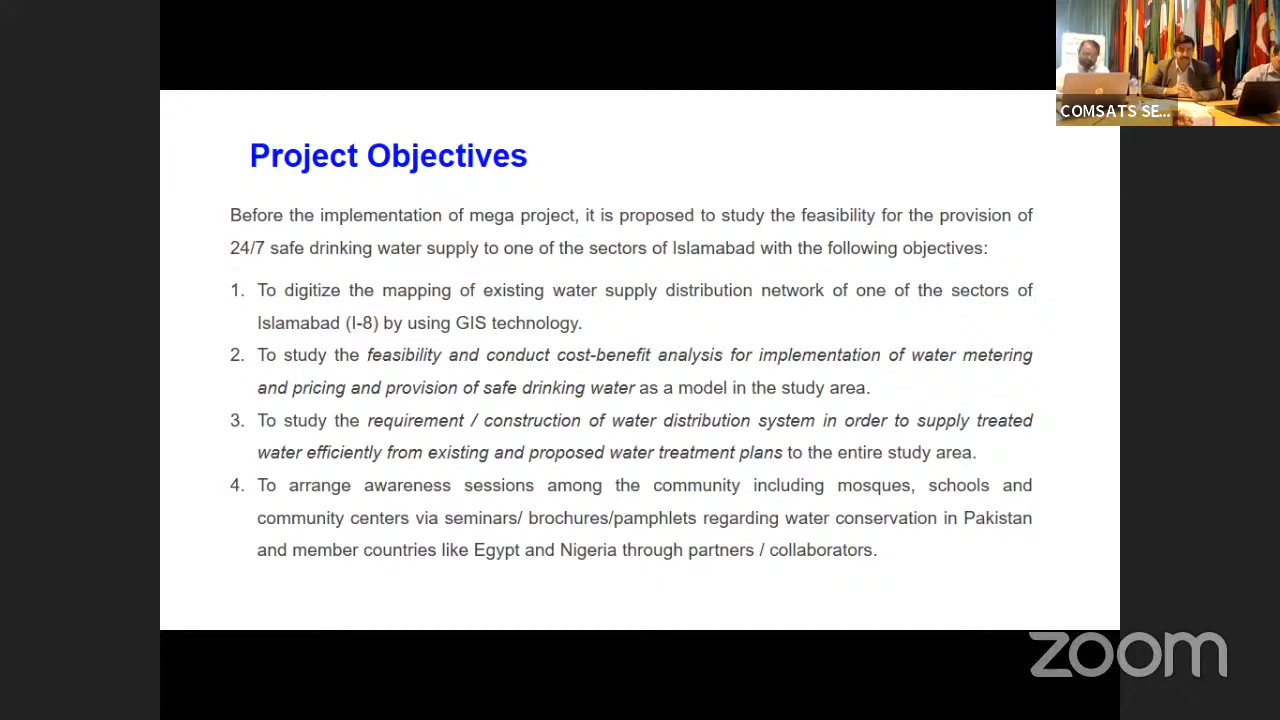 COMSATS SE...
Project Objectives
Before the implementation of mega project, it is proposed to study the feasibility for the provision of
24/7 safe drinking water supply to one of the sectors of Islamabad with the following objectives:
1. To digitize the mapping of existing water supply distribution network of one of the sectors of
Islamabad (I-8) by using GIS technology.
2. To study the feasibility and conduct cost-benefit analysis for implementation of water metering
and pricing and provision of safe drinking water as a model in the study area.
3. To study the requirement / construction of water distribution system in order to supply treated
water efficiently from existing and proposed water treatment plans to the entire study area.
4. To arrange awareness sessions among the community including mosques, schools and
community centers via seminars/ brochures/pamphlets regarding water conservation in Pakistan
and member countries like Egypt and Nigeria through partners / collaborators.
zoom